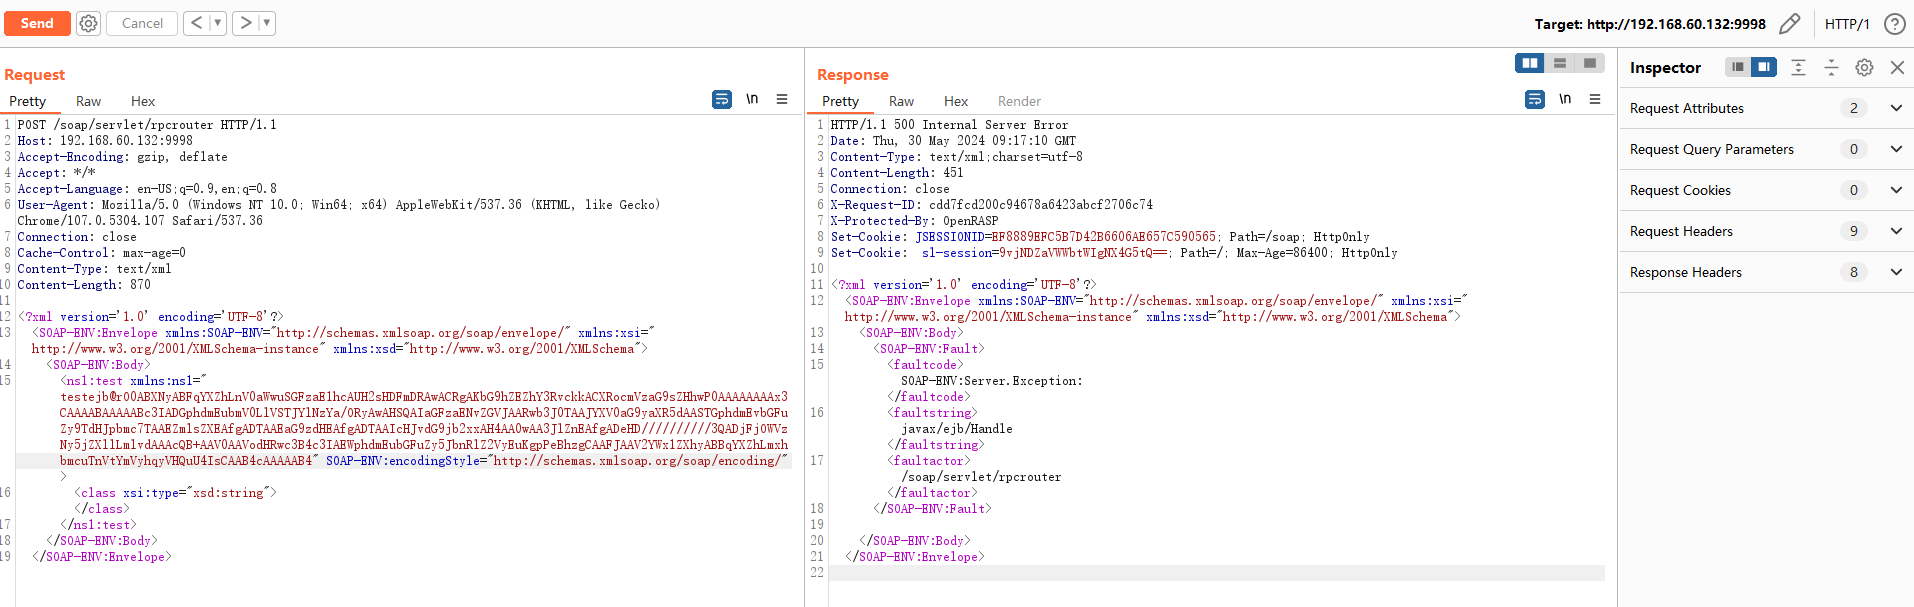 Send
Cancel
< ▼
> ▼
Target: http://192.168.60.132:9998
HTTP/1
Request
Pretty Raw Hex
\n
1 POST /soap/servlet/rpcrouter HTTP/1.1
2 Host: 192.168.60.132:9998
3 Accept-Encoding: gzip, deflate
4 Accept: */*
5 Accept-Language: en-US;q=0.9,en;q=0.8
6 User-Agent: Mozilla/5.0 (Windows NT 10.0; Win64; x64) AppleWebKit/537.36 (KHTML, like Gecko)
Chrome/107.0.5304.107 Safari/537.36
7 Connection: close
8 Cache-Control: max-age=0
9 Content-Type: text/xml
10 Content-Length: 870
11
12 <?xml version='1.0' encoding='UTF-8'?>
13 <SOAP-ENV:Envelope xmlns:SOAP-ENV="http://schemas.xmlsoap.org/soap/envelope/" xmlns:xsi="
http://www.w3.org/2001/XMLSchema-instance" xmlns:xsd="http://www.w3.org/2001/XMLSchema">
14 <SOAP-ENV:Body>
15 <ns1:test xmlns:ns1="
" SOAP-ENV:encodingStyle="http://schemas.xmlsoap.org/soap/encoding/"
>
16 <class xsi:type="xsd:string">
</class>
17 </ns1:test>
18 </SOAP-ENV:Body>
19 </SOAP-ENV:Envelope>
Response
Pretty Raw Hex Render
\n
1 HTTP/1.1 500 Internal Server Error
2 Date: Thu, 30 May 2024 09:17:10 GMT
3 Content-Type: text/xml;charset=utf-8
4 Content-Length: 451
5 Connection: close
6 X-Request-ID: cdd7fcd200c94678a6423abcf2706c74
7 X-Protected-By: OpenRASP
8 Set-Cookie: JSESSIONID=EF8889EFC5B7D42B6606AE657C590565; Path=/soap; HttpOnly
9 Set-Cookie: sl-session=9vjNDZaVWWbtWIgNX4G5tQ==; Path=/; Max-Age=86400; HttpOnly
10
11 <?xml version='1.0' encoding='UTF-8'?>
12 <SOAP-ENV:Envelope xmlns:SOAP-ENV="http://schemas.xmlsoap.org/soap/envelope/" xmlns:xsi="
http://www.w3.org/2001/XMLSchema-instance" xmlns:xsd="http://www.w3.org/2001/XMLSchema">
13 <SOAP-ENV:Body>
14 <SOAP-ENV:Fault>
15 <faultcode>
SOAP-ENV:Server.Exception:
</faultcode>
16 <faultstring>
javax/ejb/Handle
</faultstring>
17 <faultactor>
/soap/servlet/rpcrouter
</faultactor>
18 </SOAP-ENV:Fault>
19
20 </SOAP-ENV:Body>
21 </SOAP-ENV:Envelope>
22
Inspector
Request Attributes 2
Request Query Parameters 0
Request Cookies 0
Request Headers 9
Response Headers 8